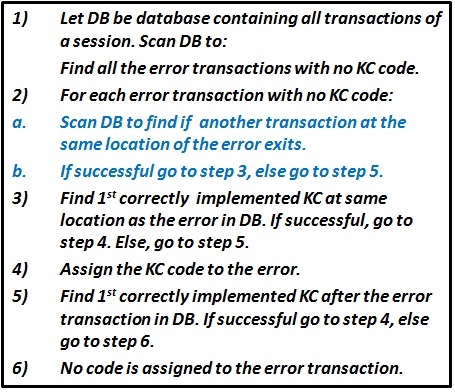 1) Let DB be database containing all transactions of
a session. Scan DB to:
Find all the error transactions with no KC code.
2) For each error transaction with no KC code:
a. Scan DB to find if another transaction at the
same location of the error exits.
b. If successful go to step 3, else go to step 5.
3) Find 1st correctly implemented KC at same
location as the error in DB. If successful, go to
step 4. Else, go to step 5.
4) Assign the KC code to the error.
5) Find 1st correctly implemented KC after the error
transaction in DB. If successful go to step 4, else
go to step 6.
6) No code is assigned to the error transaction.